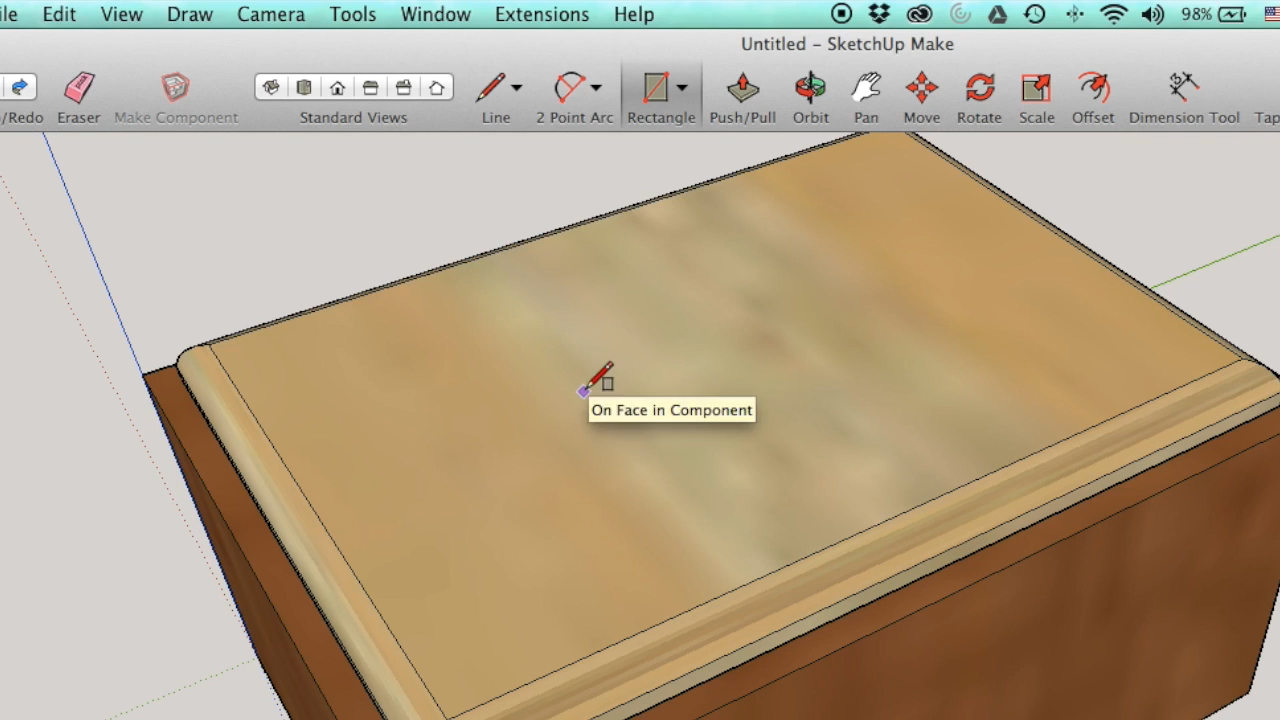 ile Edit View Draw Camera Tools Window Extensions Help 98%
Untitled - SketchUp Make
/Redo Eraser Make Component Standard Views Line 2 Point Arc Rectangle Push/Pull Orbit Pan Move Rotate Scale Offset Dimension Tool Tap
On Face in Component